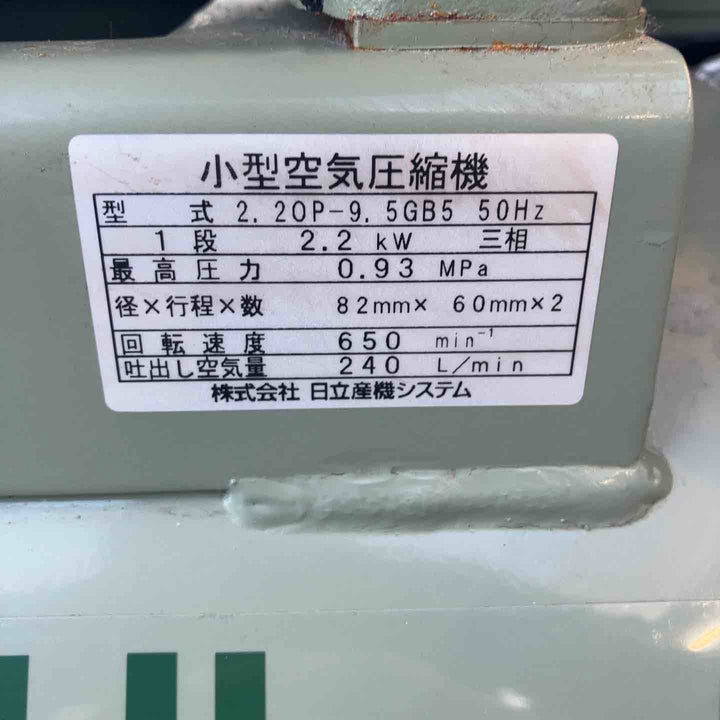 小型空気圧縮機
型式 2.2OP-9.5GB5 50Hz
1段 2.2 kW 三相
最高圧力 0.93 MPa
径×行程×数 82mm× 60mm×2
回転速度 650 min⁻¹
吐出し空気量 240 L/min
株式会社 日立産機システム